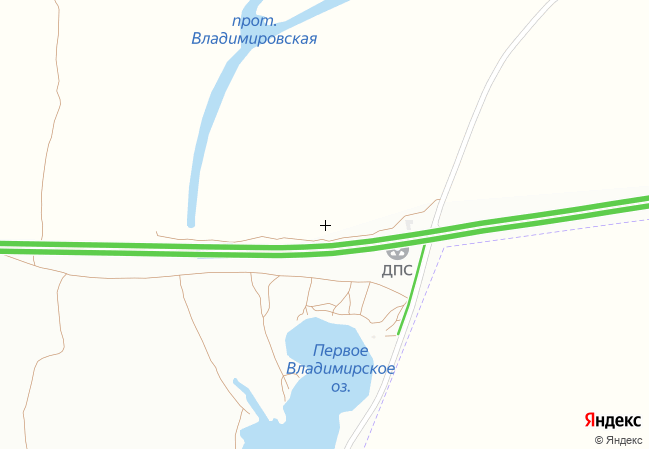 прот.
Владимировская
ДПС
Первое
Владимирское
оз.
Яндекс
© Яндекс